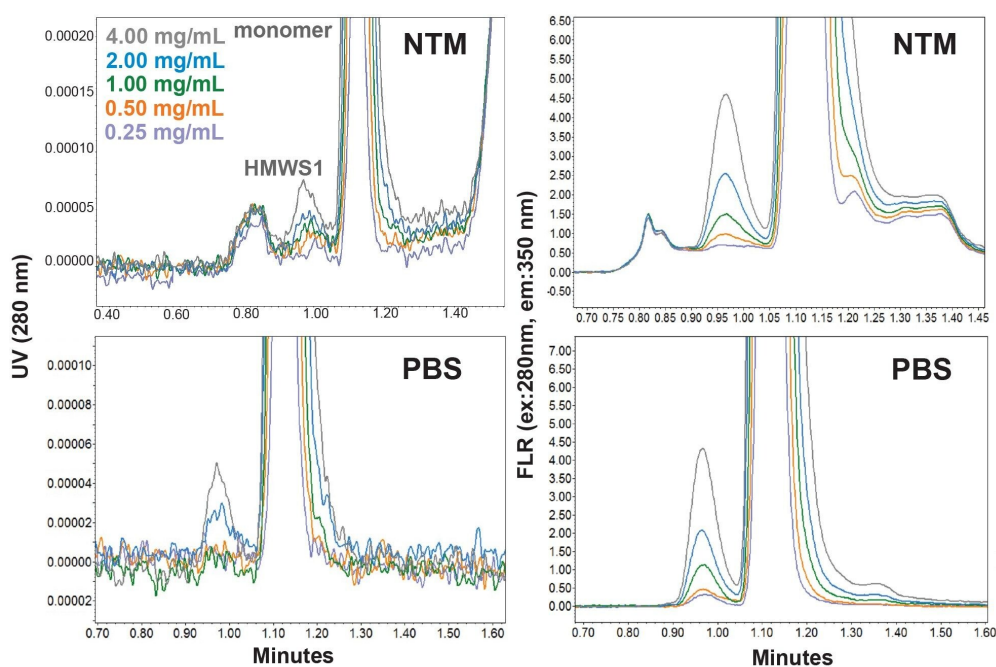 UV (280 nm)
0.00020
0.00015
0.00010
0.00005
0.00000
4.00 mg/mL
2.00 mg/mL
1.00 mg/mL
0.50 mg/mL
0.25 mg/mL
monomer
HMWS1
NTM
0.40 0.60 0.80 1.00 1.20 1.40
FLR (ex:280nm, em:350 nm)
6.50
6.00
5.50
5.00
4.50
4.00
3.50
3.00
2.50
2.00
1.50
1.00
0.50
0.00
-0.50
NTM
0.70 0.75 0.80 0.85 0.90 0.95 1.00 1.05 1.10 1.15 1.20 1.25 1.30 1.35 1.40 1.45
0.00010
0.00008
0.00006
0.00004
0.00002
0.00000
0.00002
PBS
0.70 0.80 0.90 1.00 1.10 1.20 1.30 1.40 1.50 1.60
Minutes
7.00
6.50
6.00
5.50
5.00
4.50
4.00
3.50
3.00
2.50
2.00
1.50
1.00
0.50
0.00
PBS
0.70 0.80 0.90 1.00 1.10 1.20 1.30 1.40 1.50 1.60
Minutes